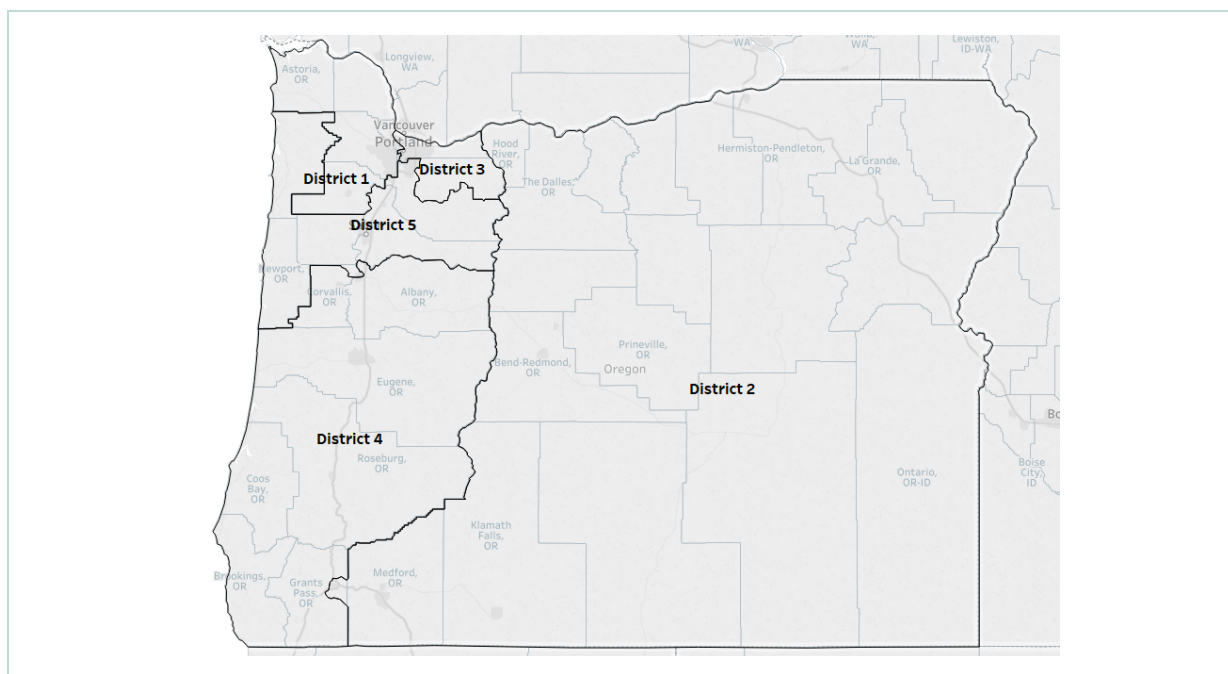 WA
Walla,
WA
Lewiston,
ID-WA
Longview,
WA
Astoria,
OR
Vancouver
Portland
Hood
River,
OR
Hermiston-Pendleton,
OR
La Grande,
OR
District 3
District 1
The Dalles,
OR
District 5
Newport,
OR
Corvallis,
OR
Albany,
OR
Prineville,
OR
Bend-Redmond,
OR
Oregon
Eugene,
OR
District 2
District 4
Roseburg,
OR
Coos
Bay,
OR
Ontario,
OR-ID
Boise
City,
ID
Bo
Klamath
Falls,
OR
Brookings,
OR
Grants
Pass,
OR
Medford,
OR